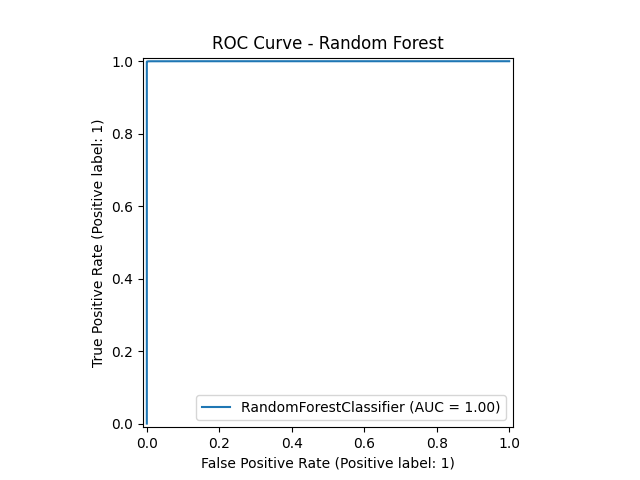 ROC Curve - Random Forest
1.0
0.8
0.6
0.4
0.2
0.0
True Positive Rate (Positive label: 1)
RandomForestClassifier (AUC = 1.00)
0.0 0.2 0.4 0.6 0.8 1.0
False Positive Rate (Positive label: 1)